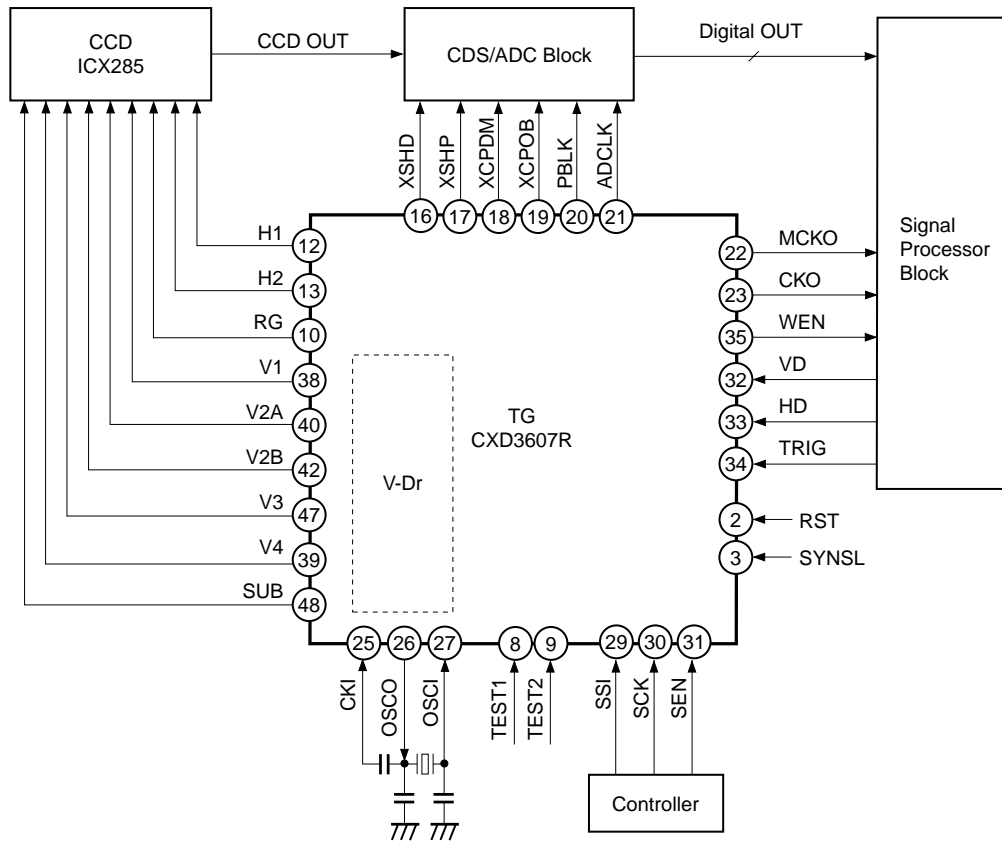 CCD
ICX285
CCD OUT
CDS/ADC Block
Digital OUT
Signal
Processor
Block
XSHD
XSHP
XCPDM
XCPOB
PBLK
ADCLK
16
17
18
19
20
21
H1
12
H2
13
RG
10
V1
38
V2A
40
V2B
42
V3
47
V4
39
SUB
48
TG
CXD3607R
V-Dr
22
MCKO
23
CKO
35
WEN
32
VD
33
HD
34
TRIG
2
RST
3
SYNSL
25
26
27
8
9
29
30
31
CKI
OSCO
OSCI
TEST1
TEST2
SSI
SCK
SEN
Controller